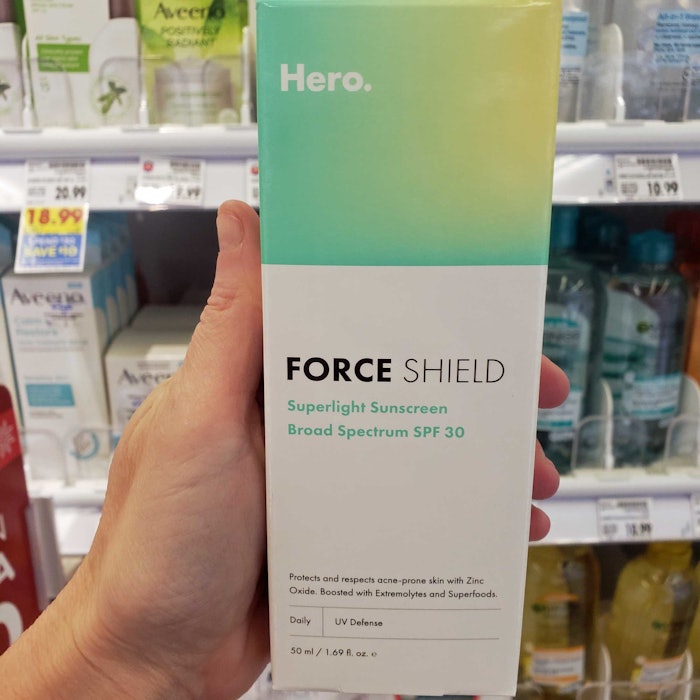 Aveeno
POSITIVELY
RADIANT
Hero.
20.99
9.99
10.99
18.99
Aveeno
Aveeno
FORCE SHIELD
Superlight Sunscreen
Broad Spectrum SPF 30
Protects and respects acne-prone skin with Zinc
Oxide. Boosted with Extremolytes and Superfoods.
Daily UV Defense
50 ml / 1.69 fl. oz. e